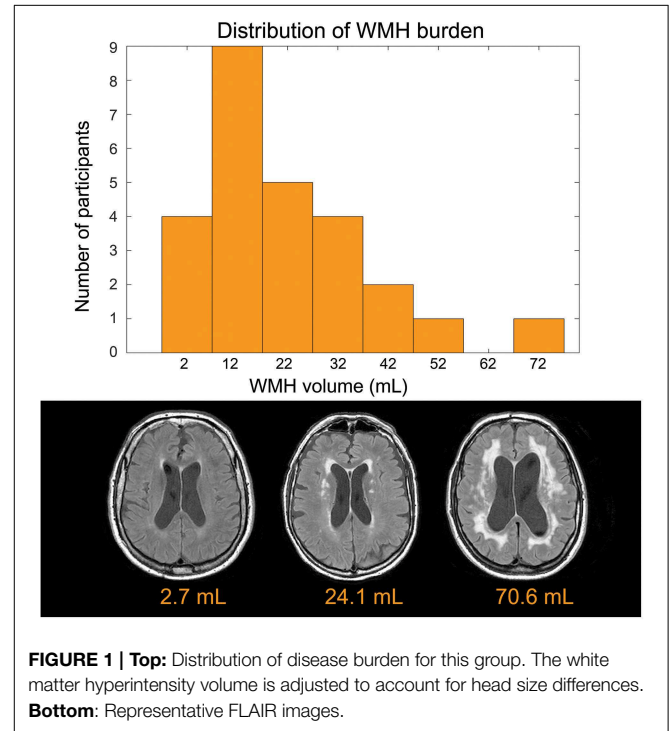 Distribution of WMH burden
Number of participants
9
8
7
6
5
4
3
2
1
0
2 12 22 32 42 52 62 72
WMH volume (mL)
2.7 mL 24.1 mL 70.6 mL
FIGURE 1 | Top: Distribution of disease burden for this group. The white
matter hyperintensity volume is adjusted to account for head size differences.
Bottom: Representative FLAIR images.